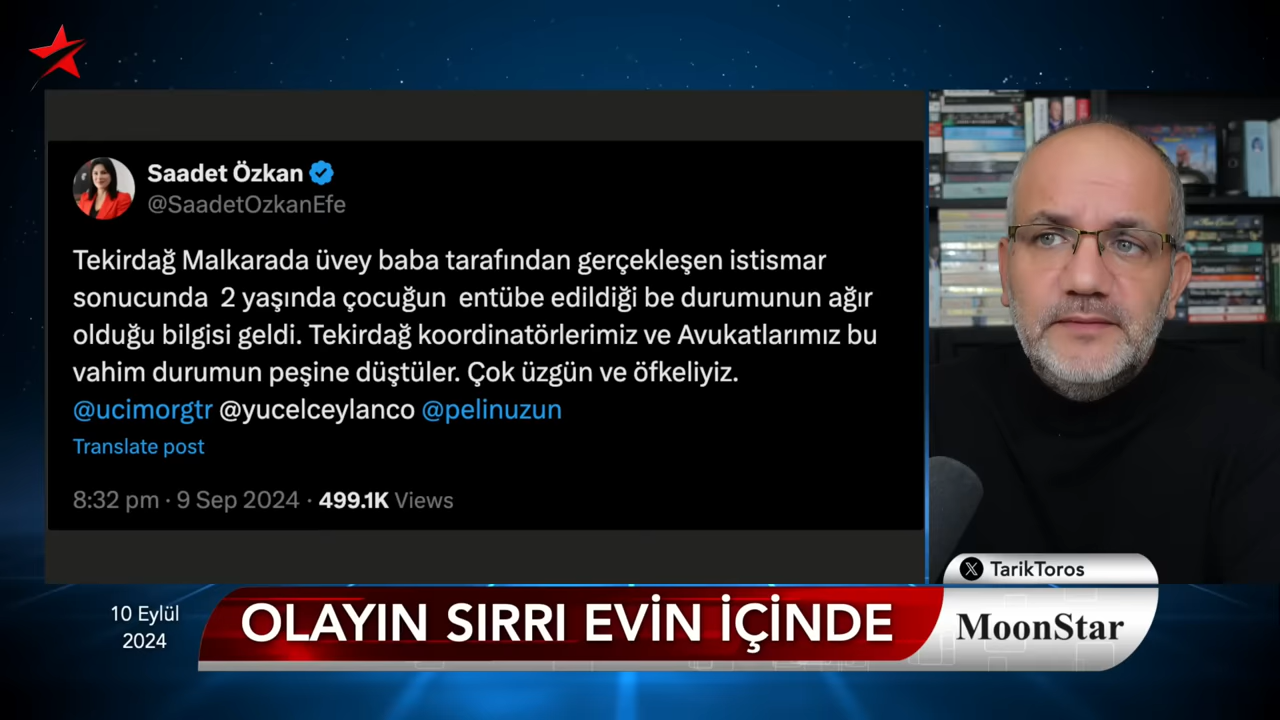 Saadet Özkan
@SaadetOzkanEfe
Tekirdağ Malkarada üvey baba tarafından gerçekleşen istismar
sonucunda 2 yaşında çocuğun entübe edildiği be durumunun ağır
olduğu bilgisi geldi. Tekirdağ koordinatörlerimiz ve Avukatlarımız bu
vahim durumun peşine düştüler. Çok üzgün ve öfkeliyiz.
@ucimorgtr @yucelceylanco @pelinuzun
Translate post
8:32 pm · 9 Sep 2024 · 499.1K Views
X TarikToros
10 Eylül
2024
OLAYIN SIRRI EVİN İÇİNDE
MoonStar